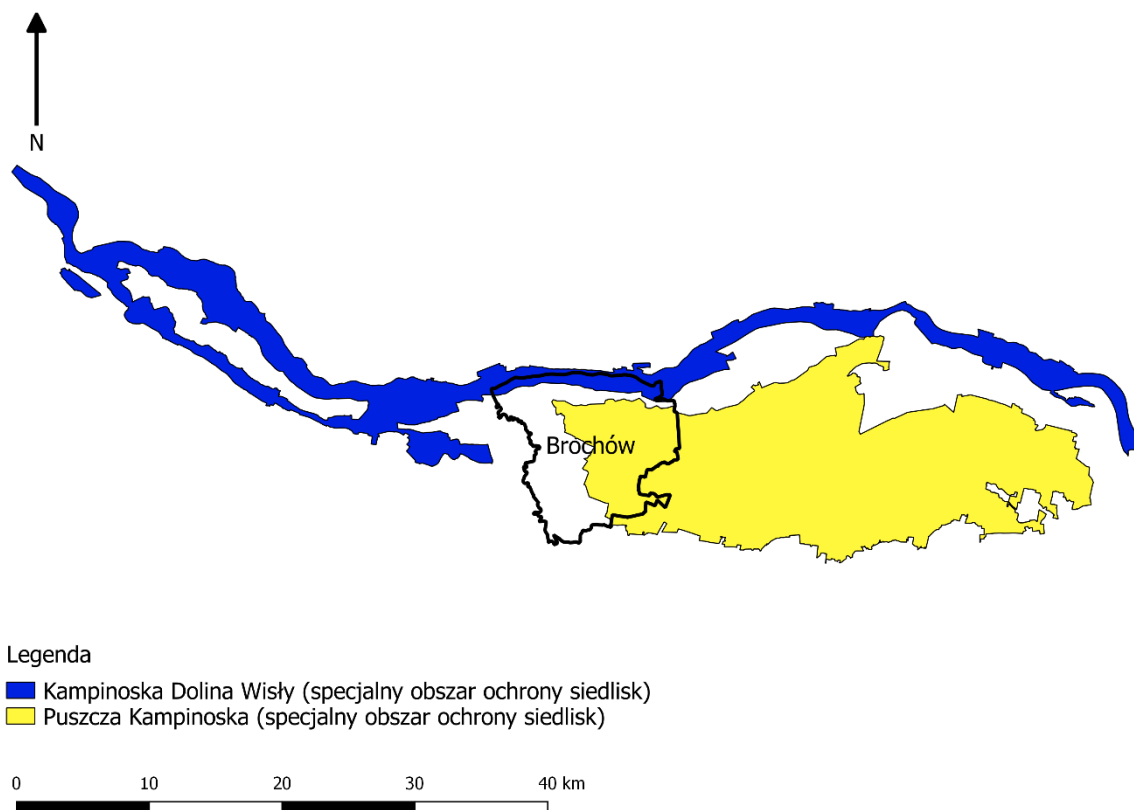 N
Brochów
Legenda
Kampinoska Dolina Wisły (specjalny obszar ochrony siedlisk)
Puszcza Kampinoska (specjalny obszar ochrony siedlisk)
0 10 20 30 40 km